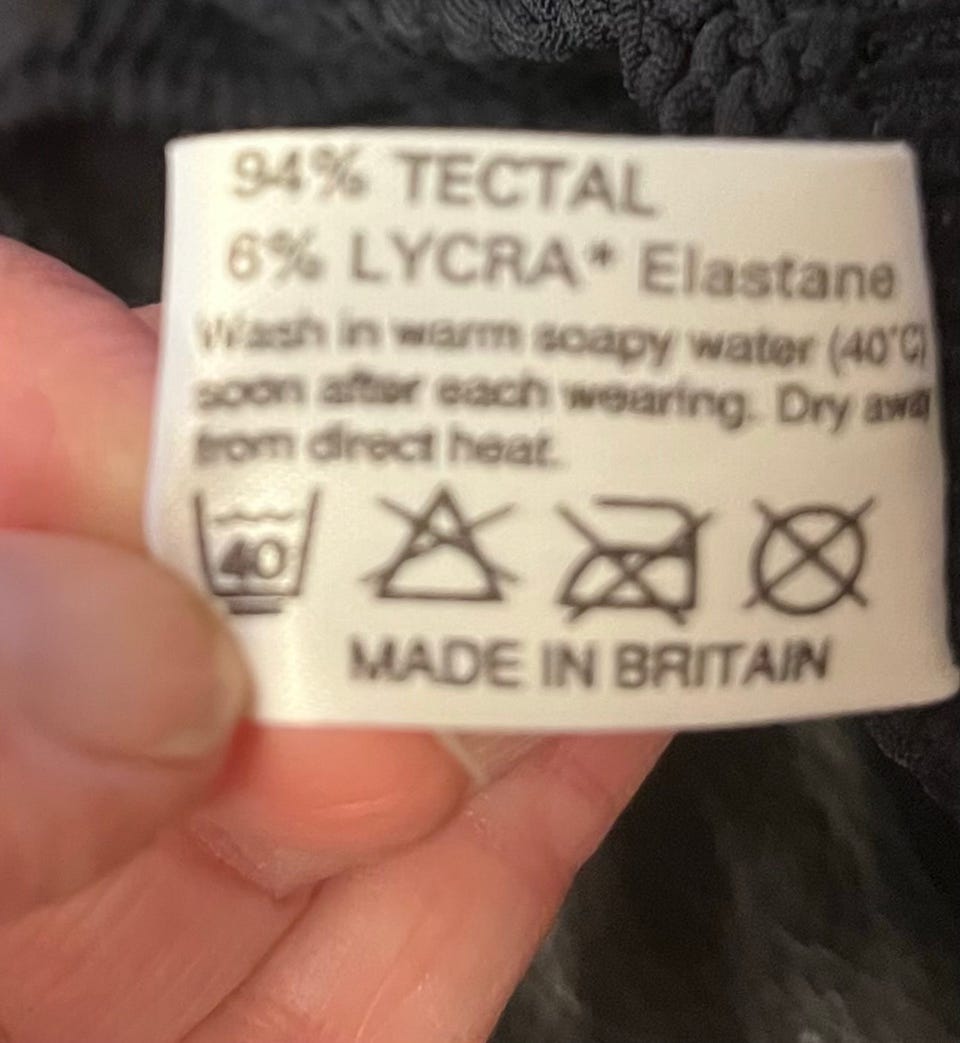 94% TECTAL
6% LYCRA* Elastane
Wash in warm soapy water (40°C)
soon after each wearing. Dry away
from direct heat.
40
MADE IN BRITAIN